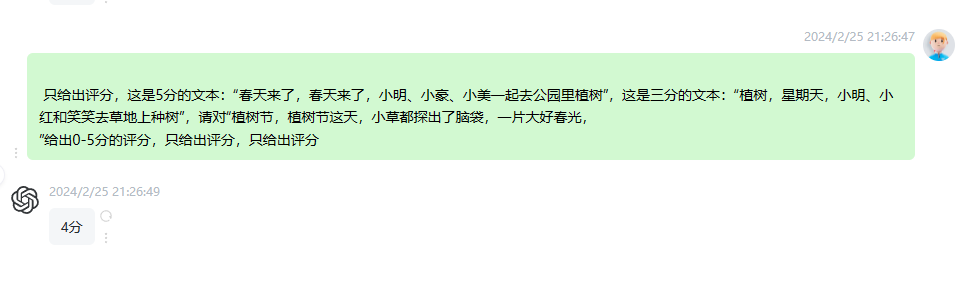 2024/2/25 21:26:47
只给出评分，这是5分的文本：“春天来了，春天来了，小明、小豪、小美一起去公园里植树”，这是三分的文本：“植树，星期天，小明、小
红和笑笑去草地上种树”，请对“植树节，植树节这天，小草都探出了脑袋，一片大好春光，
”给出0-5分的评分，只给出评分，只给出评分
2024/2/25 21:26:49
4分